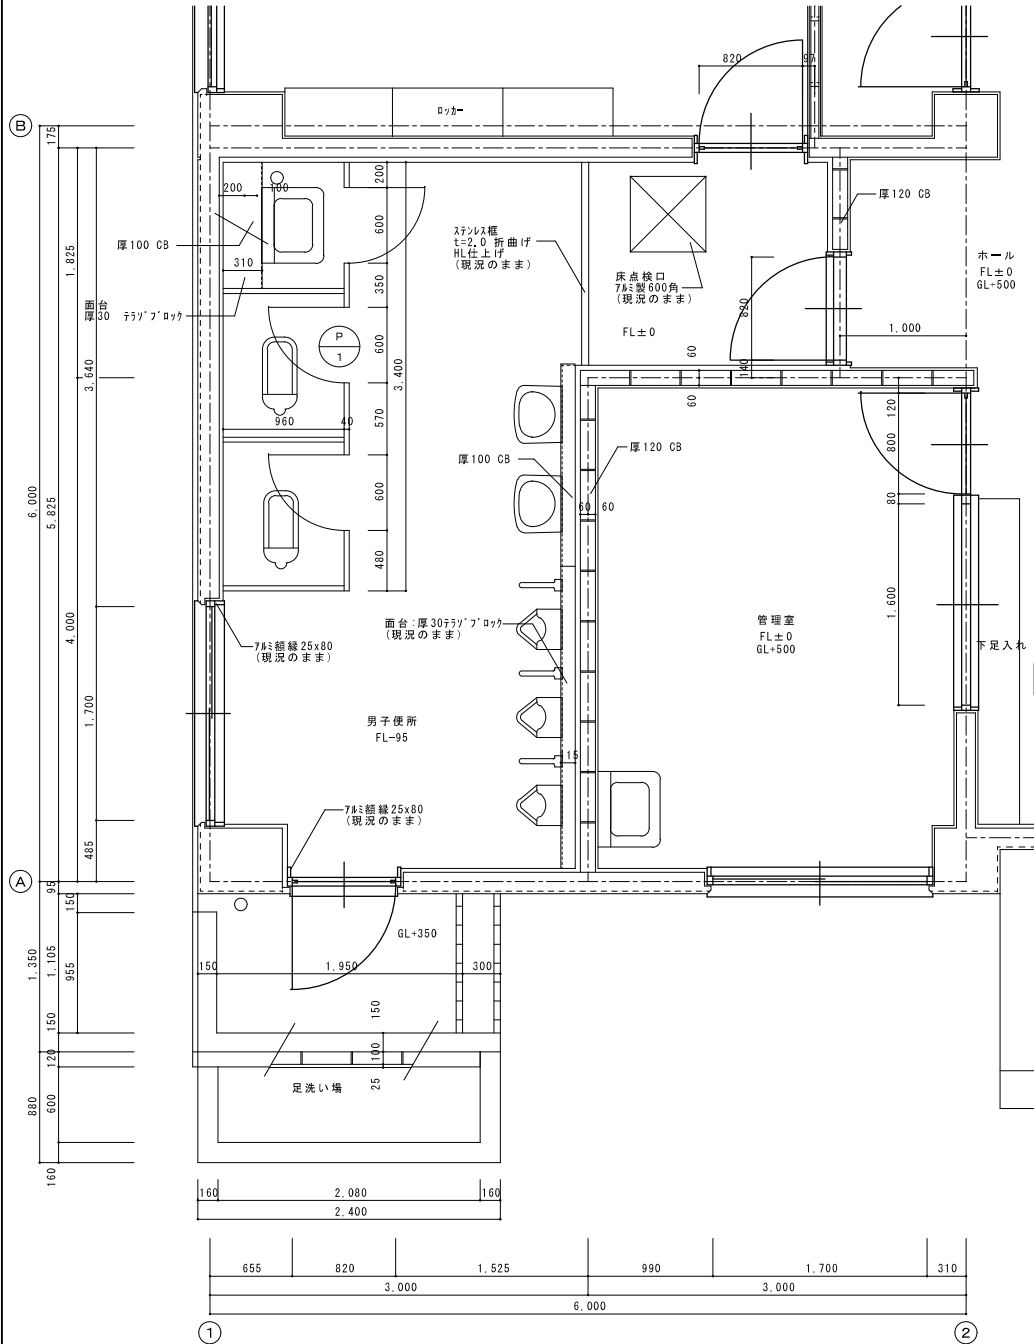 820
97
ロッカー
B
175
200
100
200
厚120 CB
厚100 CB
600
ステンレス框
t=2.0 折曲げ
HL仕上げ
(現況のまま)
ホール
FL±0
GL+500
1,825
310
350
床点検口
アルミ製600角
(現況のまま)
面台
厚30 テラゾブロック
820
FL±0
1,000
P
1
600
60
3,640
3,400
140
60
120
960
40
570
800
厚100 CB
厚120 CB
6,000
5,825
600
80
60
60
480
1,600
4,000
面台:厚30テラゾブロック
(現況のまま)
管理室
FL±0
GL+500
アルミ額縁25x80
(現況のまま)
下足入れ
1,700
男子便所
FL-95
15
アルミ額縁25x80
(現況のまま)
485
A
95
150
GL+350
1,350
1,105
955
150
1,950
300
150
150
120
100
25
足洗い場
880
600
160
160
2,080
160
2,400
655
820
1,525
990
1,700
310
3,000
3,000
6,000
1
2